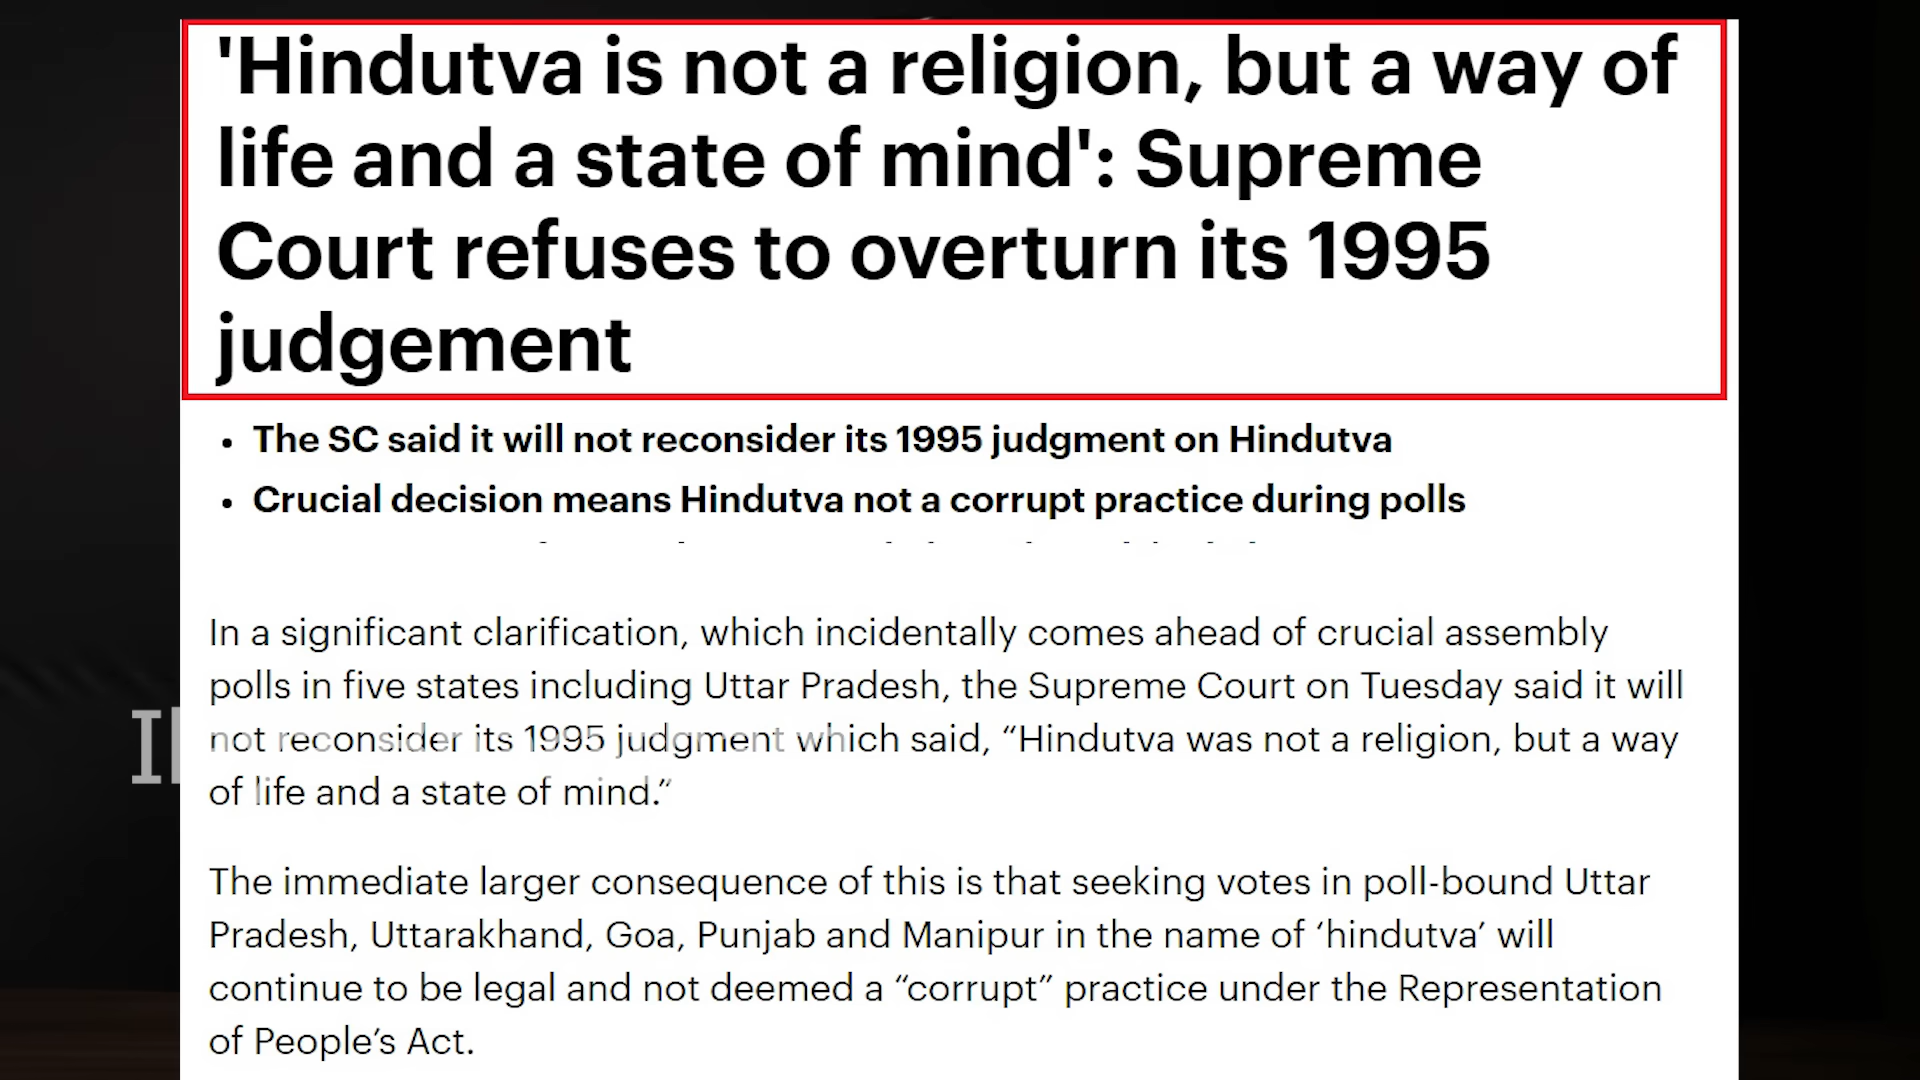 'Hindutva is not a religion, but a way of
life and a state of mind': Supreme
Court refuses to overturn its 1995
judgement
• The SC said it will not reconsider its 1995 judgment on Hindutva
• Crucial decision means Hindutva not a corrupt practice during polls
In a significant clarification, which incidentally comes ahead of crucial assembly
polls in five states including Uttar Pradesh, the Supreme Court on Tuesday said it will
not reconsider its 1995 judgment which said, “Hindutva was not a religion, but a way
of life and a state of mind.”
The immediate larger consequence of this is that seeking votes in poll-bound Uttar
Pradesh, Uttarakhand, Goa, Punjab and Manipur in the name of ‘hindutva’ will
continue to be legal and not deemed a “corrupt” practice under the Representation
of People’s Act.